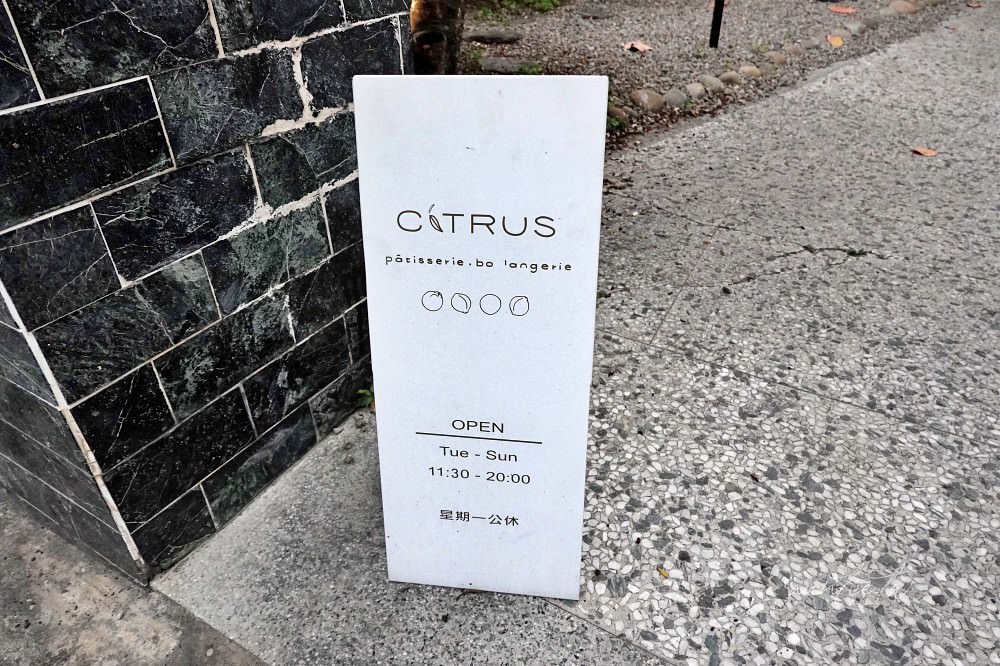 CITRUS
pâtisserie.bo langerie
OPEN
Tue - Sun
11:30 - 20:00
星期一公休